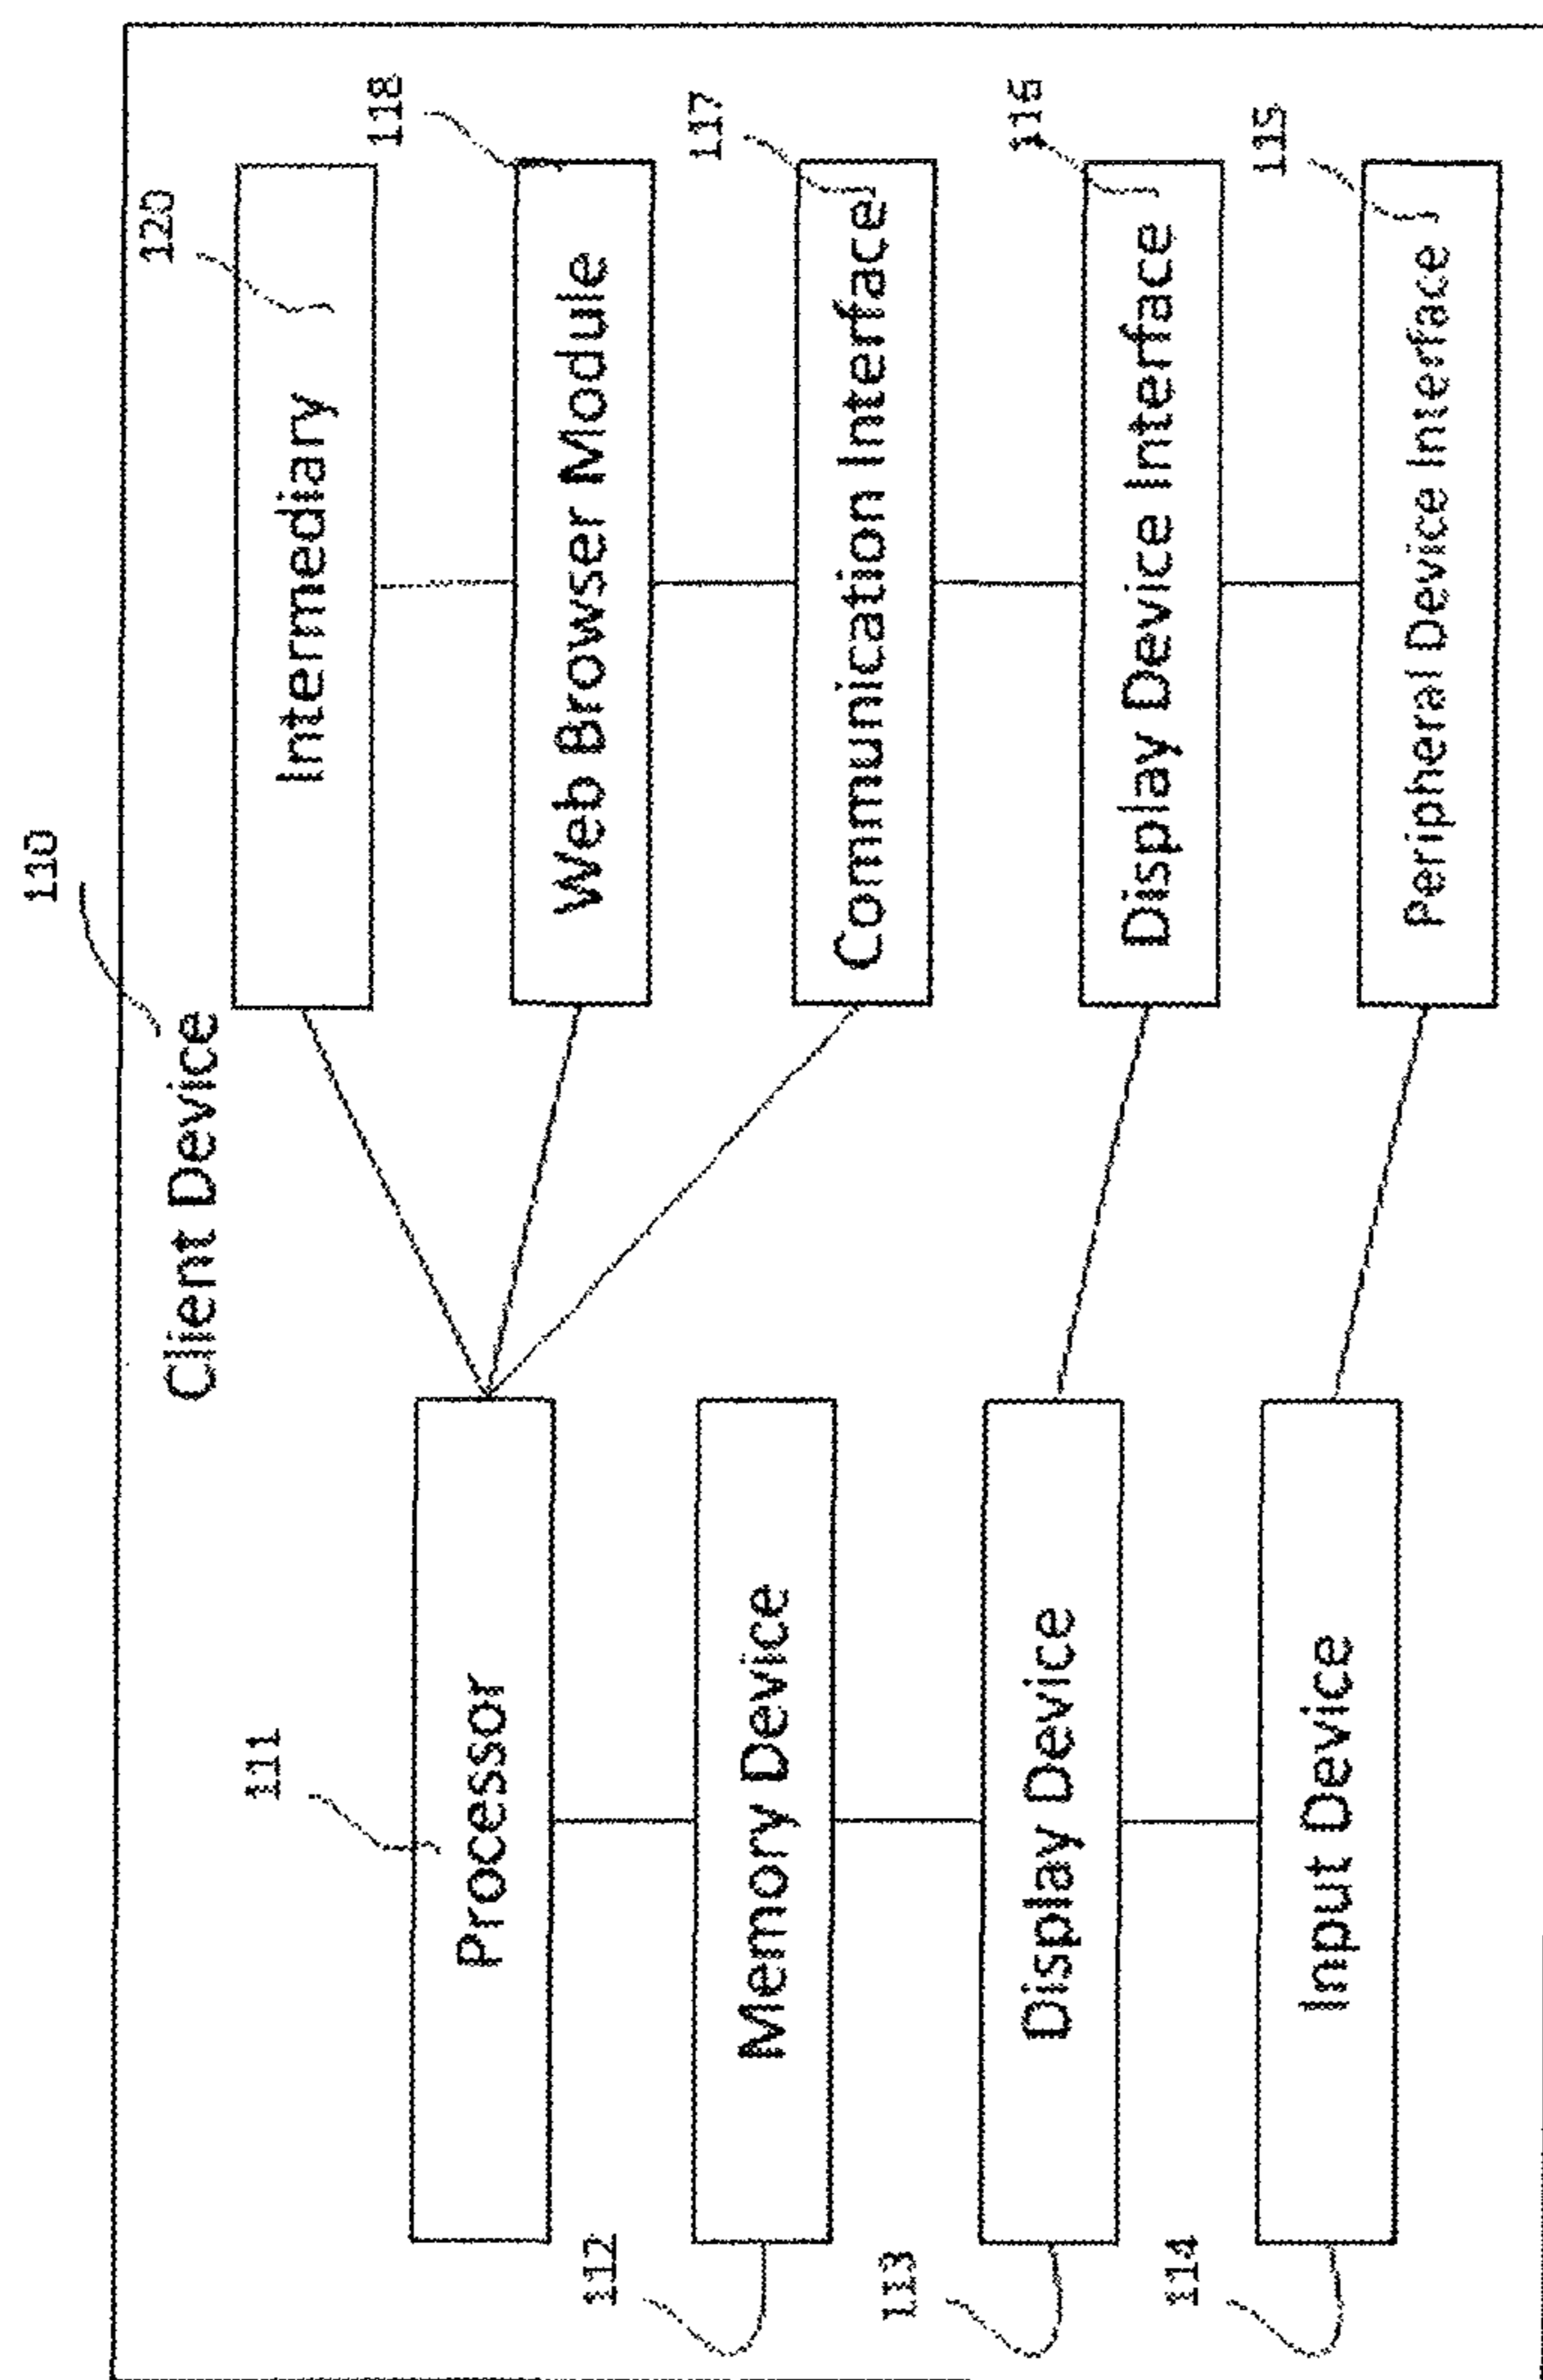 110
Client Device
111
Processor
112
Memory Device
113
Display Device
114
Input Device
120
Intermediary
118
Web Browser Module
117
Communication Interface
116
Display Device Interface
115
Peripheral Device Interface